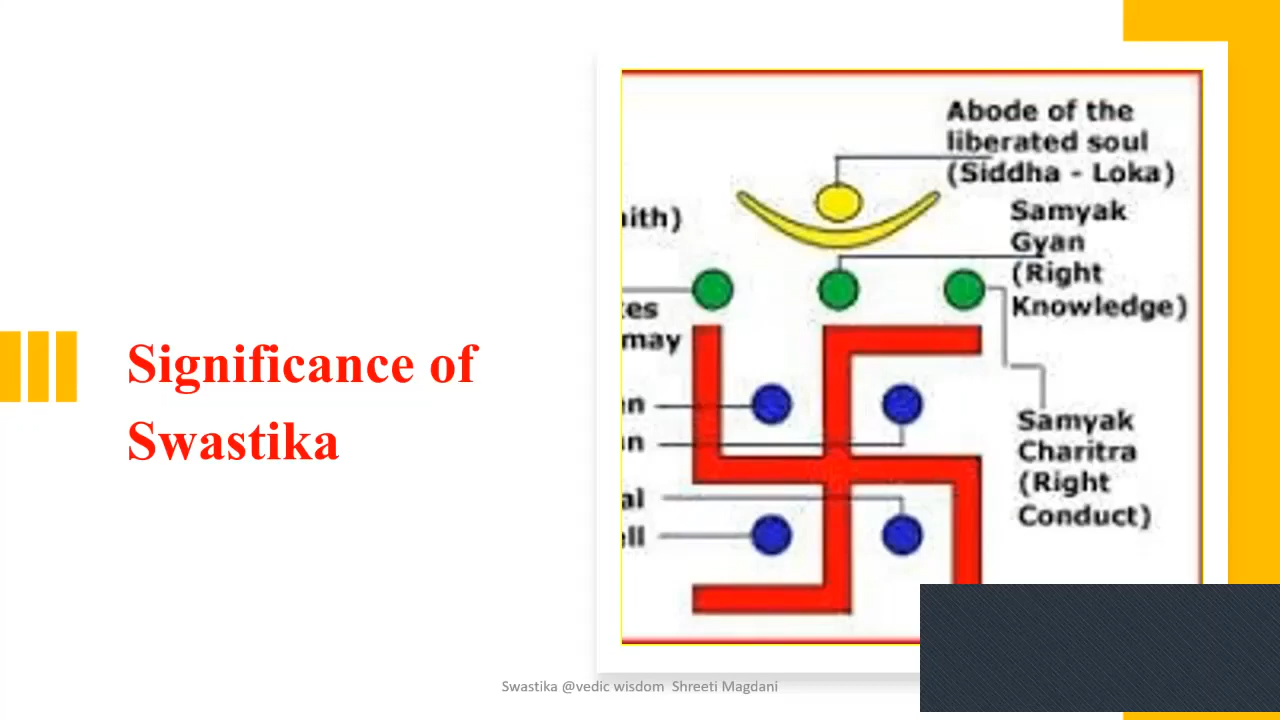 Significance of
Swastika
Abode of the
liberated soul
(Siddha - Loka)
Samyak
Gyan
(Right
Knowledge)
Samyak
Charitra
(Right
Conduct)
may
Swastika @vedic wisdom Shreeti Magdani